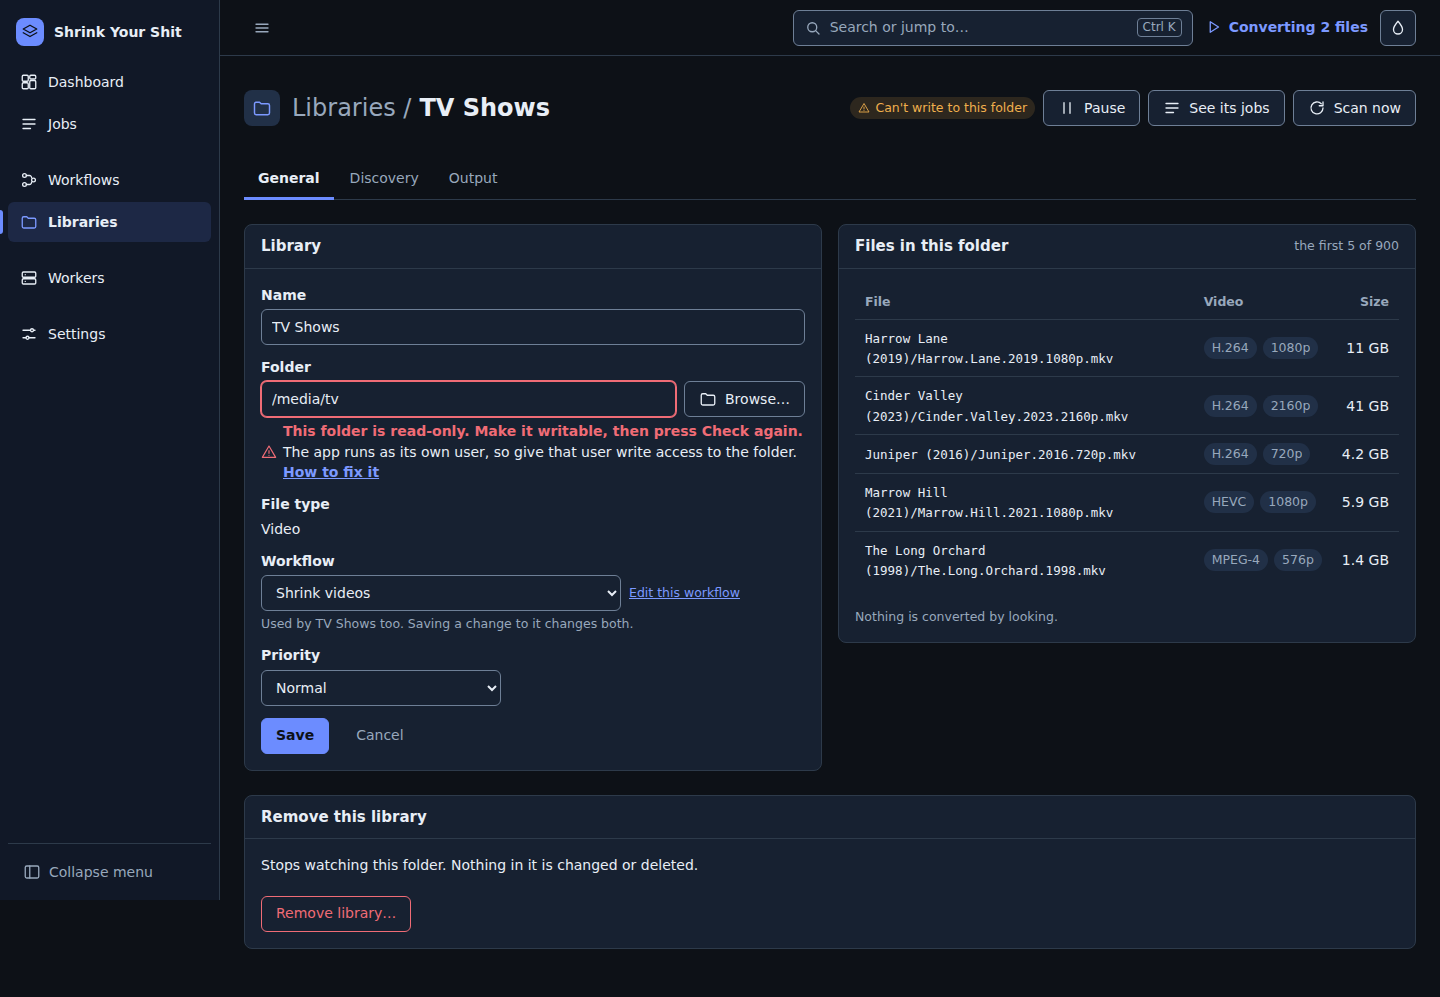 Shrink Your Shit
Search or jump to...
Ctrl K
Converting 2 files
Dashboard
Jobs
Workflows
Libraries
Workers
Settings
Collapse menu
Libraries / TV Shows
Can't write to this folder
Pause
See its jobs
Scan now
General
Discovery
Output
Library
Name
TV Shows
Folder
/media/tv
Browse...
This folder is read-only. Make it writable, then press Check again.
The app runs as its own user, so give that user write access to the folder.
How to fix it
File type
Video
Workflow
Shrink videos
Edit this workflow
Used by TV Shows too. Saving a change to it changes both.
Priority
Normal
Save
Cancel
Files in this folder
the first 5 of 900
File Video Size
Harrow Lane
(2019)/Harrow.Lane.2019.1080p.mkv
H.264 1080p 11 GB
Cinder Valley
(2023)/Cinder.Valley.2023.2160p.mkv
H.264 2160p 41 GB
Juniper (2016)/Juniper.2016.720p.mkv H.264 720p 4.2 GB
Marrow Hill
(2021)/Marrow.Hill.2021.1080p.mkv
HEVC 1080p 5.9 GB
The Long Orchard
(1998)/The.Long.Orchard.1998.mkv
MPEG-4 576p 1.4 GB
Nothing is converted by looking.
Remove this library
Stops watching this folder. Nothing in it is changed or deleted.
Remove library...